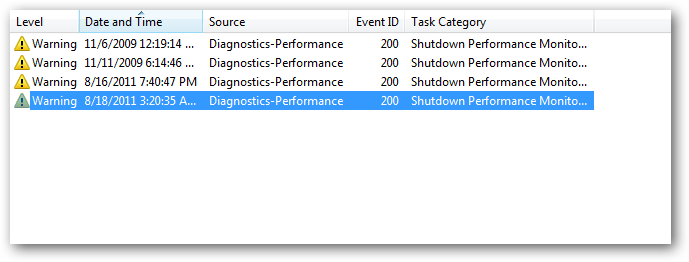 Level Date and Time Source Event ID Task Category
Warning 11/6/2009 12:19:14 ... Diagnostics-Performance 200 Shutdown Performance Monito...
Warning 11/11/2009 6:14:46 ... Diagnostics-Performance 200 Shutdown Performance Monito...
Warning 8/16/2011 7:40:47 PM Diagnostics-Performance 200 Shutdown Performance Monito...
Warning 8/18/2011 3:20:35 A... Diagnostics-Performance 200 Shutdown Performance Monito...